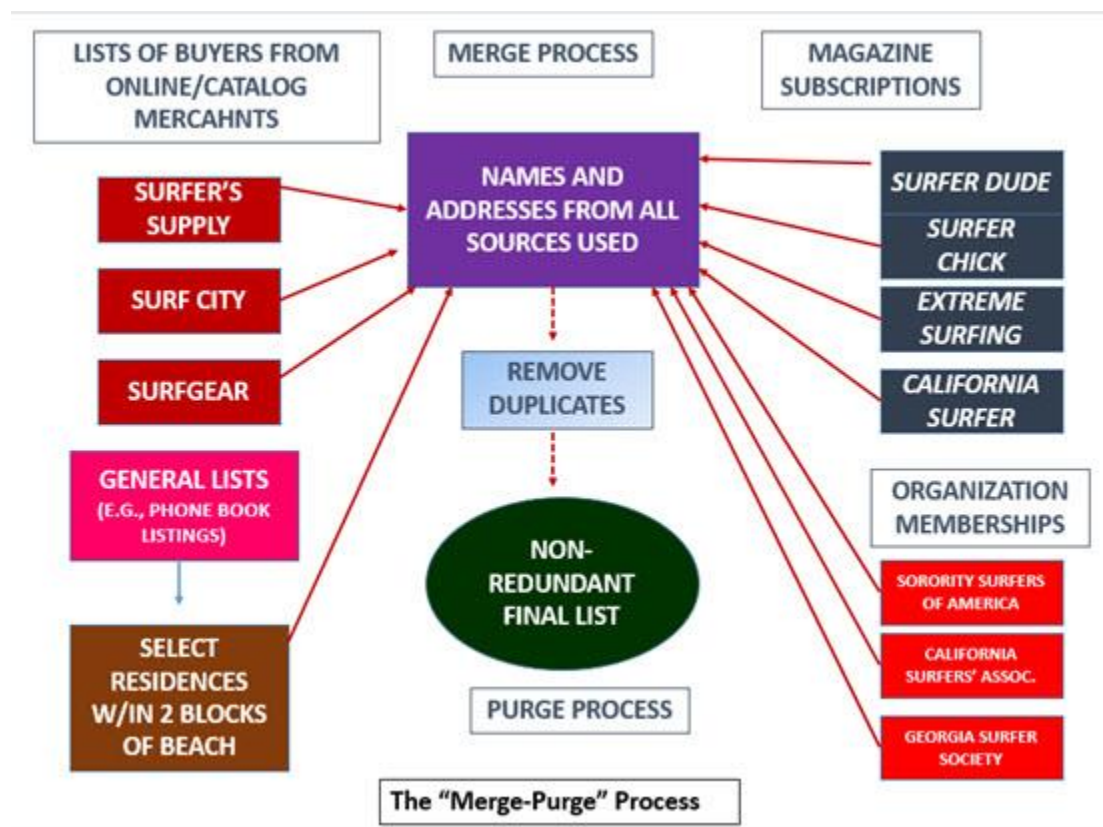 LISTS OF BUYERS FROM
ONLINE/CATALOG
MERCAHNTS
MERGE PROCESS
MAGAZINE
SUBSCRIPTIONS
SURFER'S
SUPPLY
SURF CITY
SURFGEAR
GENERAL LISTS
(E.G., PHONE BOOK
LISTINGS)
SELECT
RESIDENCES
W/IN 2 BLOCKS
OF BEACH
NAMES AND
ADDRESSES FROM ALL
SOURCES USED
REMOVE
DUPLICATES
NON-
REDUNDANT
FINAL LIST
PURGE PROCESS
SURFER DUDE
SURFER
CHICK
EXTREME
SURFING
CALIFORNIA
SURFER
ORGANIZATION
MEMBERSHIPS
SORORITY SURFERS
OF AMERICA
CALIFORNIA
SURFERS' ASSOC.
GEORGIA SURFER
SOCIETY
The “Merge-Purge” Process